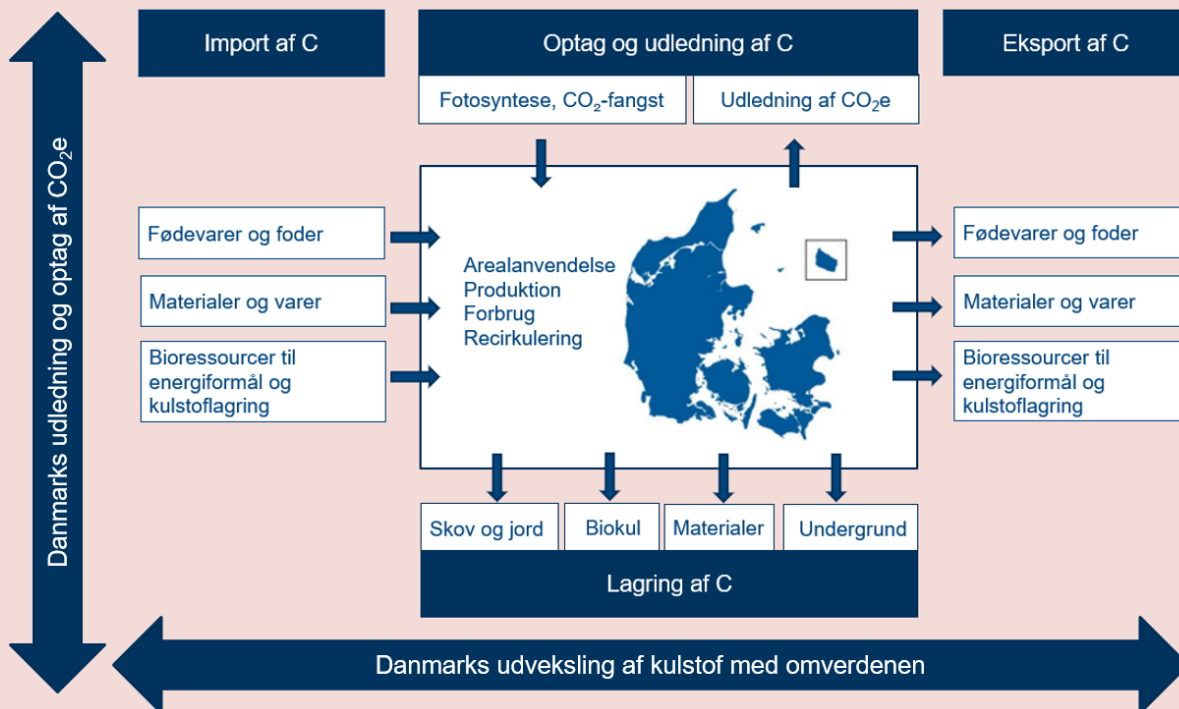 Import af C
Optag og udledning af C
Eksport af C
Fotosyntese, CO₂-fangst
Udledning af CO₂e
Danmarks udledning og optag af CO₂e
Fødevarer og foder
Materialer og varer
Bioressourcer til
energiformål og
kulstoflagring
Arealanvendelse
Produktion
Forbrug
Recirkulering
Fødevarer og foder
Materialer og varer
Bioressourcer til
energiformål og
kulstoflagring
Skov og jord
Biokul
Materialer
Undergrund
Lagring af C
Danmarks udveksling af kulstof med omverdenen